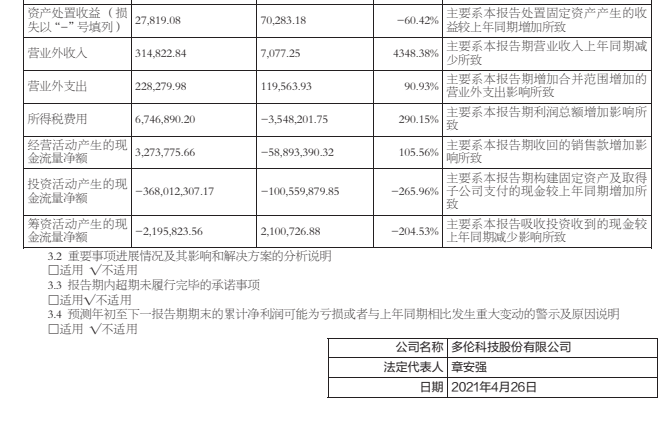 资产处置收益（损失以“-”号填列） 27,819.08 70,283.18 -60.42% 主要系本报告处置固定资产产生的收益较上年同期增加所致
营业外收入 314,822.84 7,077.25 4348.38% 主要系本报告期营业收入上年同期减少所致
营业外支出 228,279.98 119,563.93 90.93% 主要系本报告期增加合并范围增加的营业外支出影响所致
所得税费用 6,746,890.20 -3,548,201.75 290.15% 主要系本报告期利润总额增加影响所致
经营活动产生的现金流量净额 3,273,775.66 -58,893,390.32 105.56% 主要系本报告期收回的销售款增加影响所致
投资活动产生的现金流量净额 -368,012,307.17 -100,559,879.85 -265.96% 主要系本报告期构建固定资产及取得子公司支付的现金较上年同期增加所致
筹资活动产生的现金流量净额 -2,195,823.56 2,100,726.88 -204.53% 主要系本报告吸收投资收到的现金较上年同期减少影响所致
3.2 重要事项进展情况及其影响和解决方案的分析说明
□适用 √不适用
3.3 报告期内超期未履行完毕的承诺事项
□适用√不适用
3.4 预测年初至下一报告期期末的累计净利润可能为亏损或者与上年同期相比发生重大变动的警示及原因说明
□适用 √不适用
公司名称 多伦科技股份有限公司
法定代表人 章安强
日期 2021年4月26日